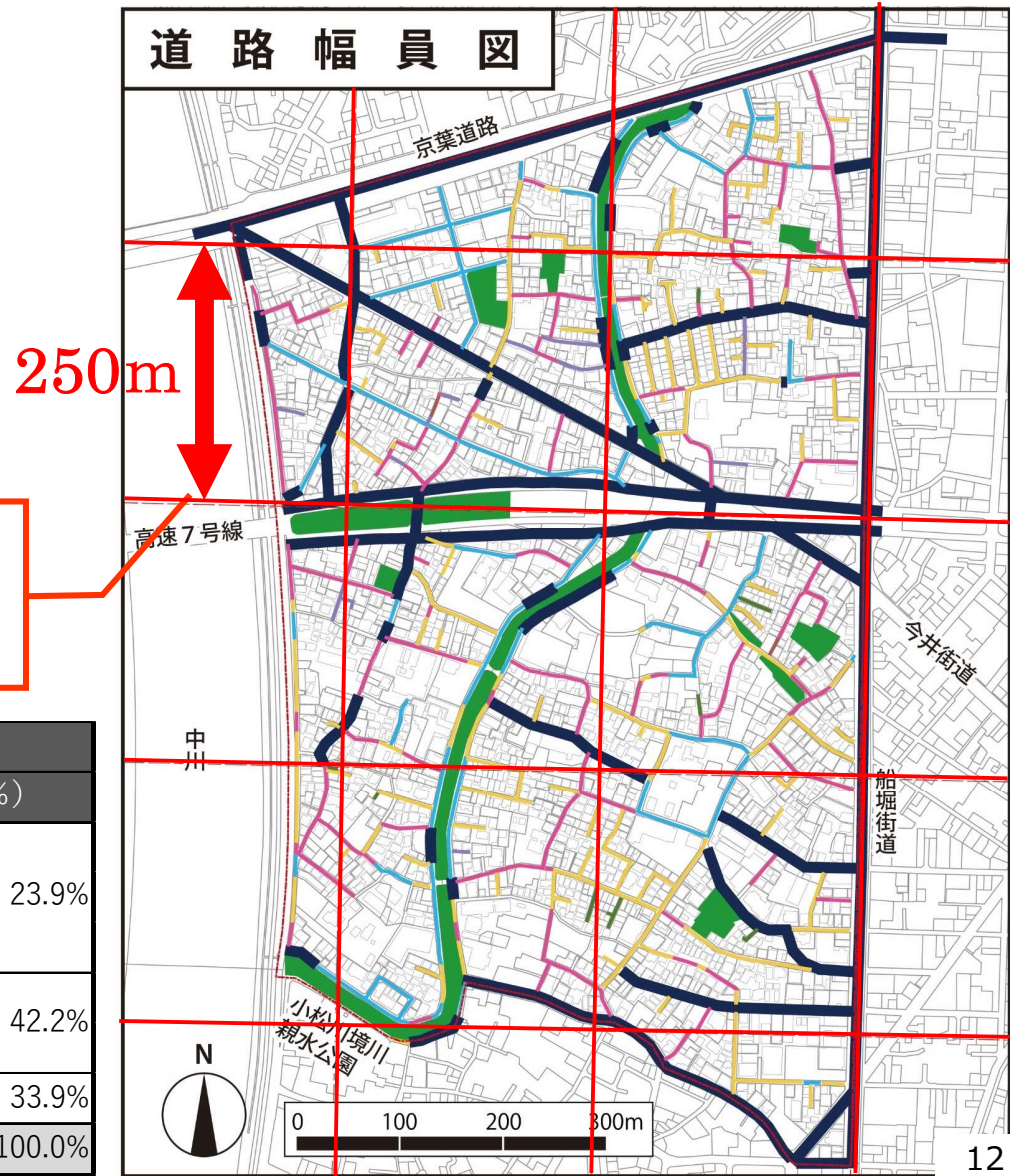 道路幅員図
京葉道路
250m
高速7号線
今井街道
中川
船堀街道
%)
23.9%
42.2%
33.9%
100.0%
小松川境川
親水公園
N
0 100 200 300m
12